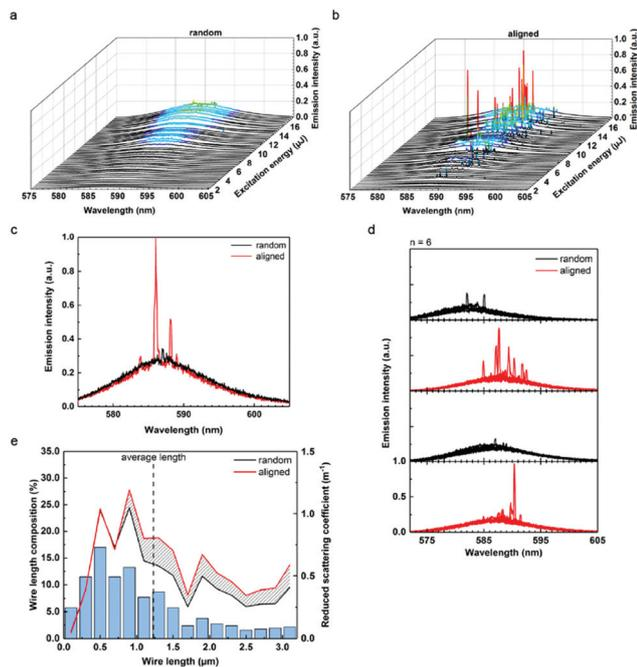 a
random
1.0
0.8
0.6
0.4
0.2
0.0
Emission intensity (a.u.)
16
14
12
10
8
6
4
2
Excitation energy (μJ)
575 580 585 590 595 600 605
Wavelength (nm)
b
aligned
1.0
0.8
0.6
0.4
0.2
0.0
Emission intensity (a.u.)
16
14
12
10
8
6
4
2
Excitation energy (μJ)
575 580 585 590 595 600 605
Wavelength (nm)
c
1.0
0.8
0.6
0.4
0.2
0.0
Emission intensity (a.u.)
random
aligned
580 590 600
Wavelength (nm)
d
n = 6
random
aligned
Emission intensity (a.u.)
1.0
0.0
575 585 595 605
Wavelength (nm)
e
average length
random
aligned
35.0
30.0
25.0
20.0
15.0
10.0
5.0
0.0
Wire length composition (%)
1.5
1.0
0.5
0.0
Reduced scattering coefficient (m⁻¹)
0.0 0.5 1.0 1.5 2.0 2.5 3.0
Wire length (μm)